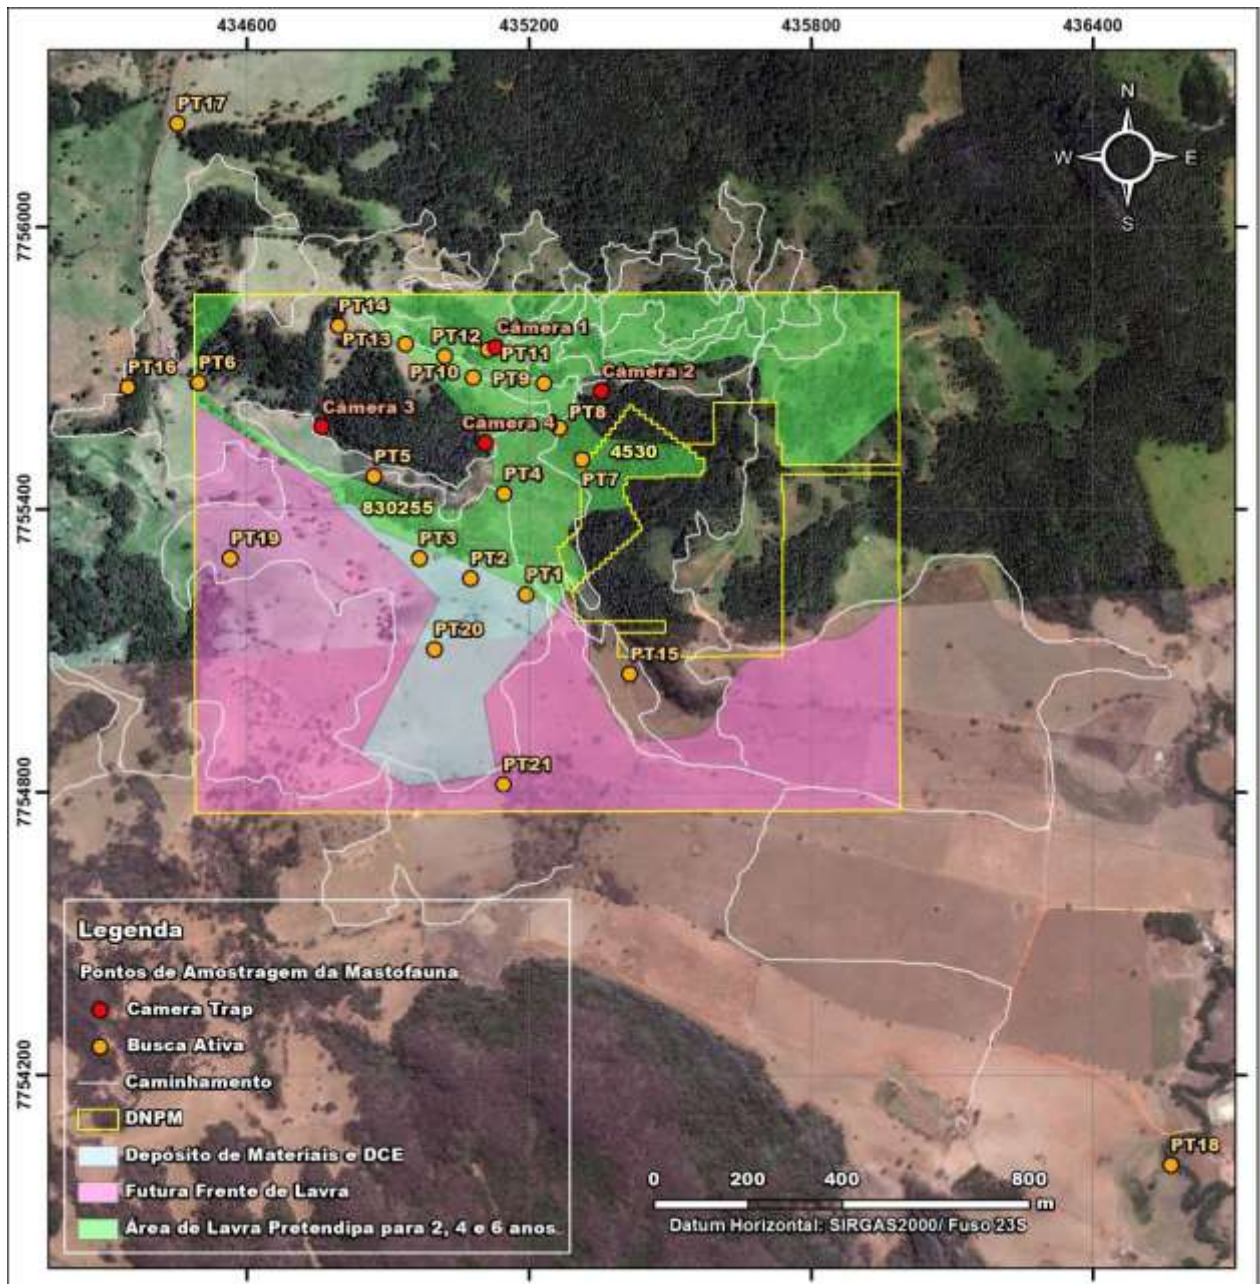 434600 435200 435800 436400
PT17
N
W E
S
7756000
PT14
Câmera 1
PT13 PT12
PT11
PT16 PT6
PT10 PT9
Câmera 2
Câmera 3
Câmera 4 PT8
4530
PT5 PT4 PT7
7755400
830255
PT19 PT3
PT2
PT1
PT20
PT15
PT21
7754800
Legenda
Pontos de Amostragem da Mastofauna
Camera Trap
Busca Ativa
7754200
Caminhamento
DNPM
PT18
Depósito de Materiais e DCE
Futura Frente de Lavra
Área de Lavra Pretendipa para 2, 4 e 6 anos
0 200 400 800
m
Datum Horizontal: SIRGAS2000/ Fuso 23S